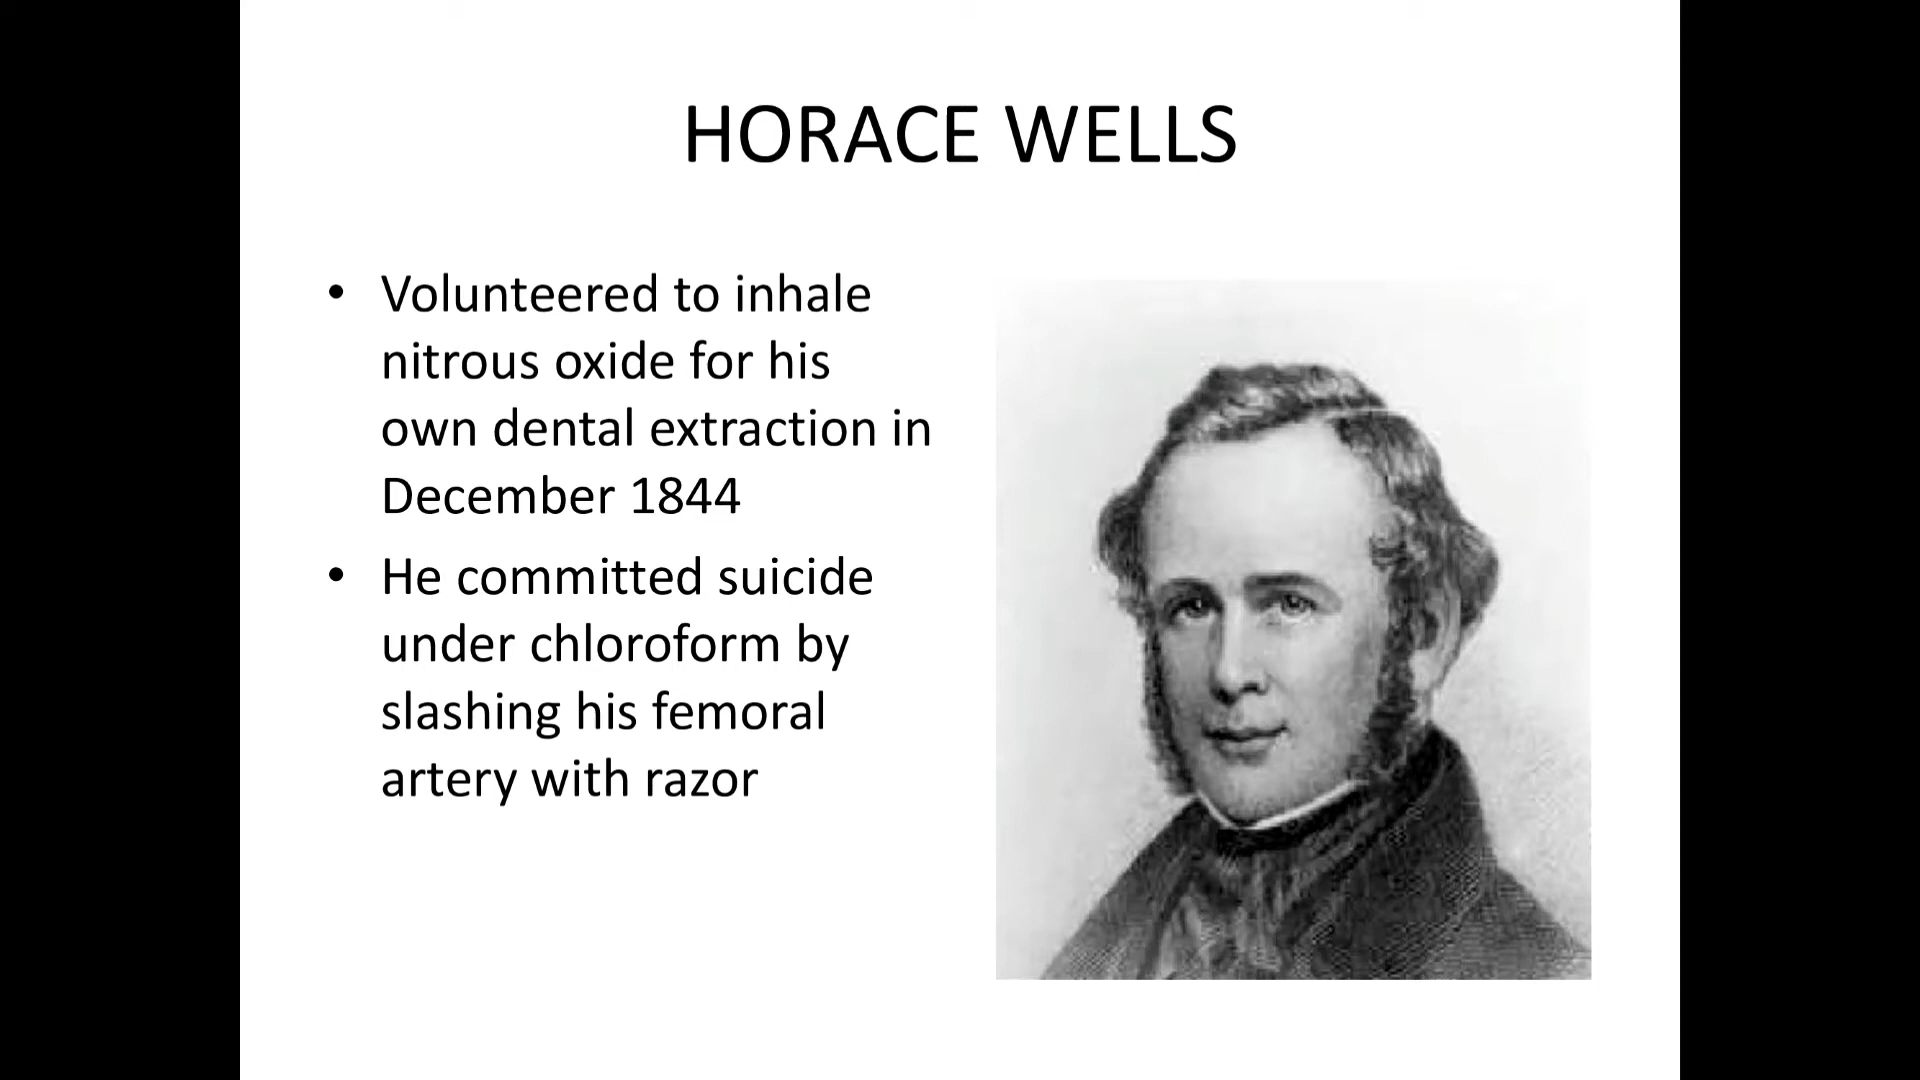 HORACE WELLS
• Volunteered to inhale
nitrous oxide for his
own dental extraction in
December 1844
• He committed suicide
under chloroform by
slashing his femoral
artery with razor